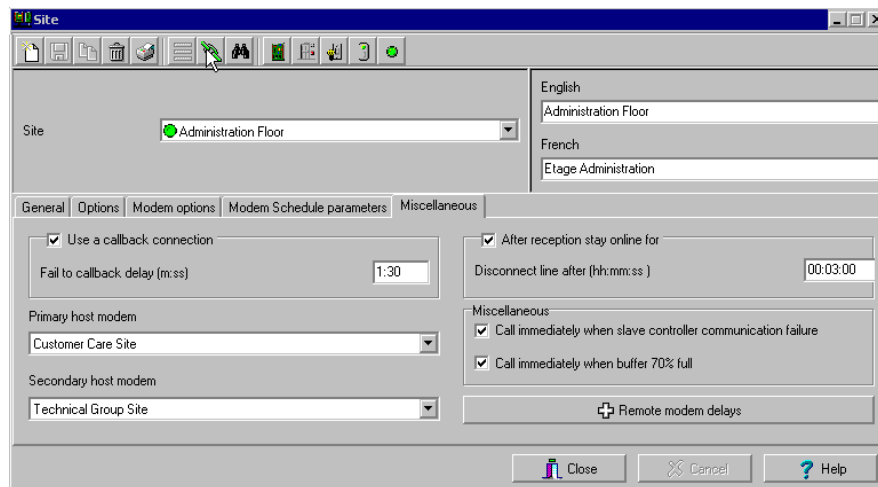 Site
English
Administration Floor
Site
Administration Floor
French
Etage Administration
General
Options
Modem options
Modem Schedule parameters
Miscellaneous
Use a callback connection
Fail to callback delay (m:ss)
1:30
Primary host modem
Customer Care Site
Secondary host modem
Technical Group Site
After reception stay online for
Disconnect line after (hh:mm:ss )
00:03:00
Miscellaneous
Call immediately when slave controller communication failure
Call immediately when buffer 70% full
Remote modem delays
Close
Cancel
? Help